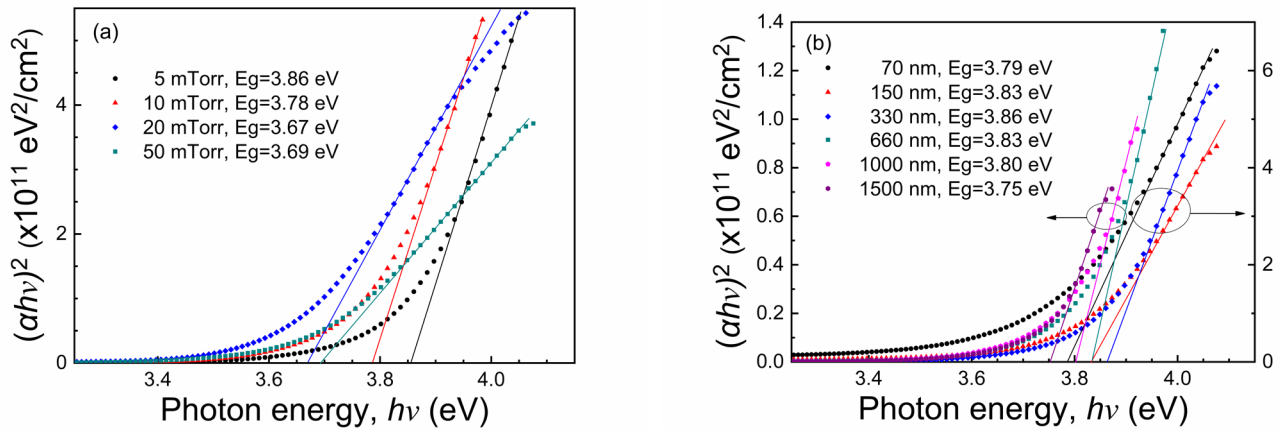 (a)
5 mTorr, Eg=3.86 eV
10 mTorr, Eg=3.78 eV
20 mTorr, Eg=3.67 eV
50 mTorr, Eg=3.69 eV
(αhν)² (x10¹¹ eV²/cm²)
4
2
0
3.4 3.6 3.8 4.0
Photon energy, hν (eV)
(b)
70 nm, Eg=3.79 eV
150 nm, Eg=3.83 eV
330 nm, Eg=3.86 eV
660 nm, Eg=3.83 eV
1000 nm, Eg=3.80 eV
1500 nm, Eg=3.75 eV
(αhν)² (x10¹¹ eV²/cm²)
1.4
1.2
1.0
0.8
0.6
0.4
0.2
0.0
6
4
2
0
3.4 3.6 3.8 4.0
Photon energy, hν (eV)